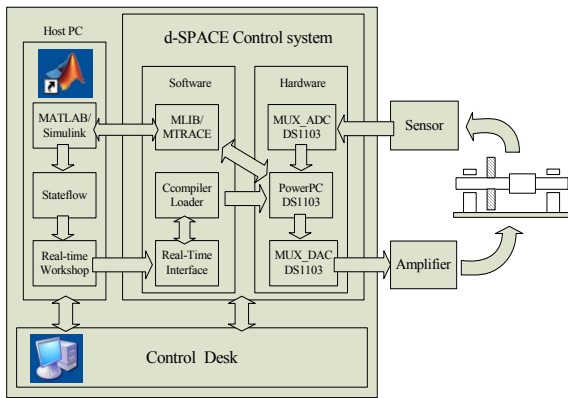 Host PC
d-SPACE Control system
Software
Hardware
MATLAB/
Simulink
MLIB/
MTRACE
MUX_ADC
DS1103
Sensor
Stateflow
Ccompiler
Loader
PowerPC
DS1103
Real-time
Workshop
Real-Time
Interface
MUX_DAC
DS1103
Amplifier
Control Desk